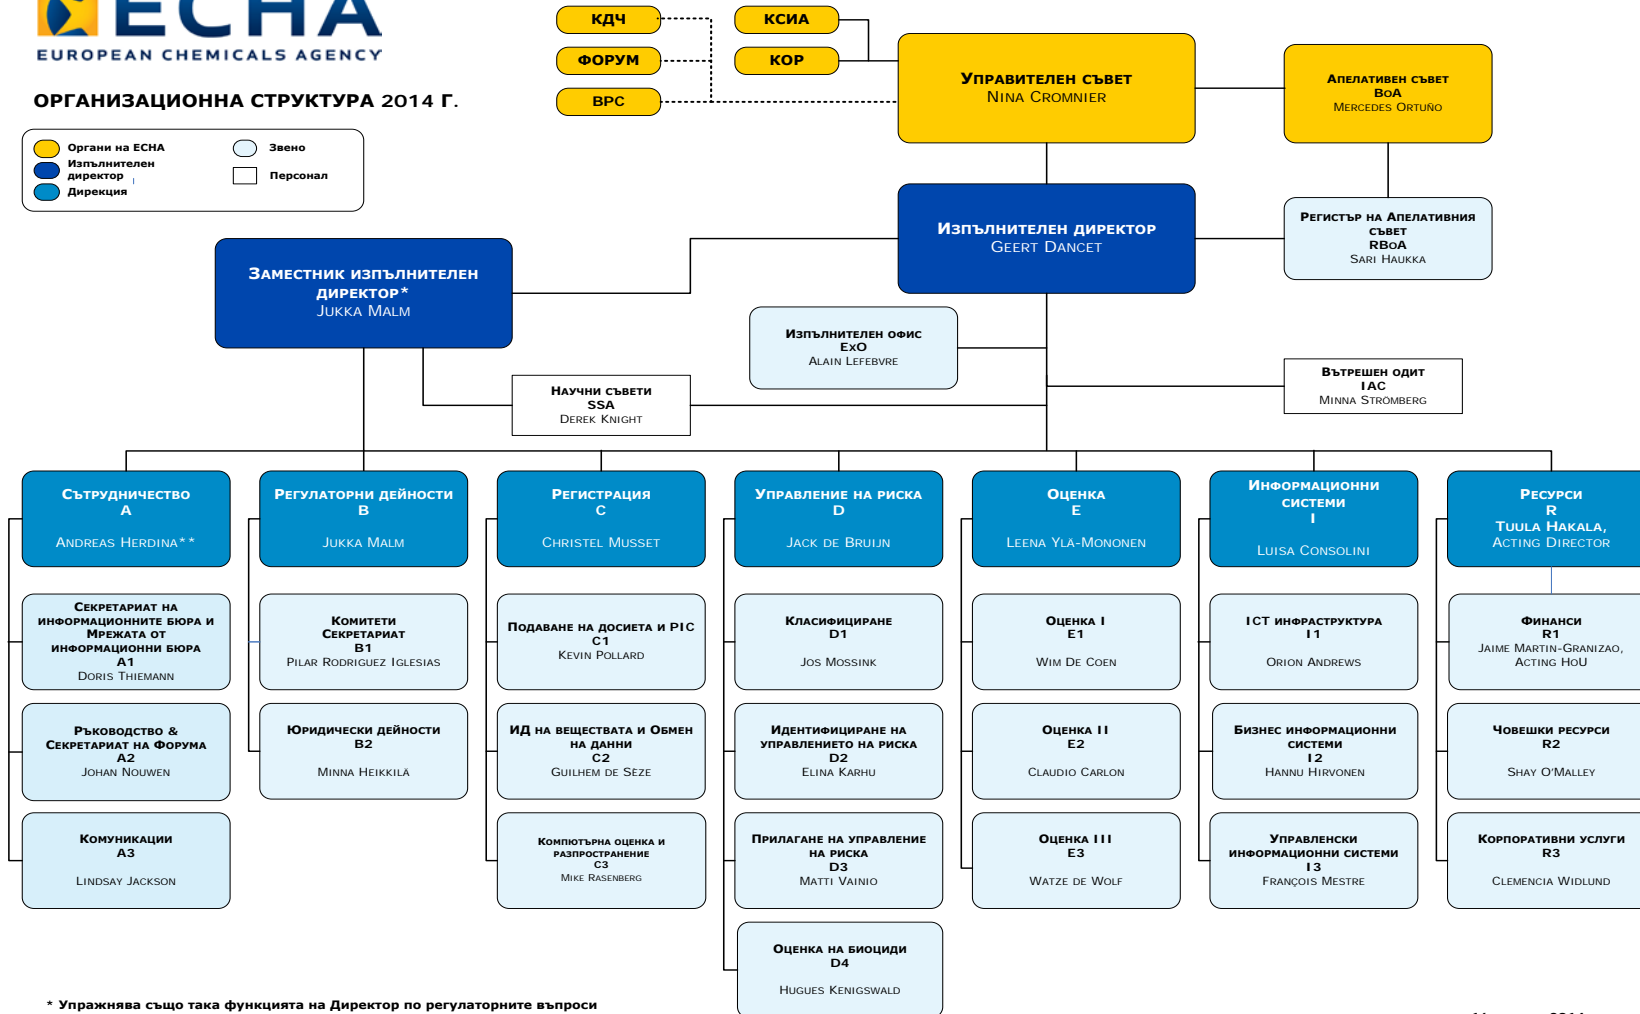 ECHA
EUROPEAN CHEMICALS AGENCY
ОРГАНИЗАЦИОННА СТРУКТУРА 2014 Г.
Органи на ECHA
Изпълнителен
директор
Дирекция
Звено
Персонал
КДЧ
ФОРУМ
ВРС
КСИА
КОР
УПРАВИТЕЛЕН СЪВЕТ
NINA CROMNIER
АПЕЛАТИВЕН СЪВЕТ
BOA
MERCEDES ORTUÑO
ИЗПЪЛНИТЕЛЕН ДИРЕКТОР
GEERT DANCET
РЕГИСТЪР НА АПЕЛАТИВНИЯ
СЪВЕТ
RBOA
SARI HAUKKA
ЗАМЕСТНИК ИЗПЪЛНИТЕЛЕН
ДИРЕКТОР*
JUKKA MALM
ИЗПЪЛНИТЕЛЕН ОФИС
EXO
ALAIN LEFEBVRE
НАУЧНИ СЪВЕТИ
SSA
DEREK KNIGHT
ВЪТРЕШЕН ОДИТ
IAC
MINNA STRÖMBERG
СЪТРУДНИЧЕСТВО
A
ANDREAS HERDINA**
РЕГУЛАТОРНИ ДЕЙНОСТИ
B
JUKKA MALM
РЕГИСТРАЦИЯ
C
CHRISTEL MUSSET
УПРАВЛЕНИЕ НА РИСКА
D
JACK DE BRUIJN
ОЦЕНКА
E
LEENA YLÄ-MONONEN
ИНФОРМАЦИОННИ
СИСТЕМИ
I
LUISA CONSOLINI
РЕСУРСИ
R
TUULA HAKALA,
ACTING DIRECTOR
СЕКРЕТАРИАТ НА
ИНФОРМАЦИОННИТЕ БЮРА И
МРЕЖАТА ОТ
ИНФОРМАЦИОННИ БЮРА
A1
DORIS THIEMANN
КОМИТЕТИ
СЕКРЕТАРИАТ
B1
PILAR RODRIGUEZ IGLESIAS
ПОДАВАНЕ НА ДОСИЕТА И PIC
C1
KEVIN POLLARD
КЛАСИФИЦИРАНЕ
D1
JOS MOSSINK
ОЦЕНКА I
E1
WIM DE COEN
ICT ИНФРАСТРУКТУРА
I1
ORION ANDREWS
ФИНАНСИ
R1
JAIME MARTIN-GRANIZAO,
ACTING HOU
РЪКОВОДСТВО &
СЕКРЕТАРИАТ НА ФОРУМА
A2
JOHAN NOUWEN
ЮРИДИЧЕСКИ ДЕЙНОСТИ
B2
MINNA HEIKKILÄ
ИД НА ВЕЩЕСТВАТА И ОБМЕН
НА ДАННИ
C2
GUILHEM DE SÈZE
ИДЕНТИФИЦИРАНЕ НА
УПРАВЛЕНИЕТО НА РИСКА
D2
ELINA KARHU
ОЦЕНКА II
E2
CLAUDIO CARLON
БИЗНЕС ИНФОРМАЦИОННИ
СИСТЕМИ
I2
HANNU HIRVONEN
ЧОВЕШКИ РЕСУРСИ
R2
SHAY O'MALLEY
КОМУНИКАЦИИ
A3
LINDSAY JACKSON
КОМПЮТЪРНА ОЦЕНКА И
РАЗПРОСТРАНЕНИЕ
C3
MIKE RASENBERG
ПРИЛАГАНЕ НА УПРАВЛЕНИЕ
НА РИСКА
D3
MATTI VAINIO
ОЦЕНКА III
E3
WATZE DE WOLF
УПРАВЛЕНСКИ
ИНФОРМАЦИОННИ СИСТЕМИ
I3
FRANÇOIS MESTRE
КОРПОРАТИВНИ УСЛУГИ
R3
CLEMENCIA WIDLUND
ОЦЕНКА НА БИОЦИДИ
D4
HUGUES KENIGSWALD
* Упражнява също така функцията на Директор по регулаторните въпроси